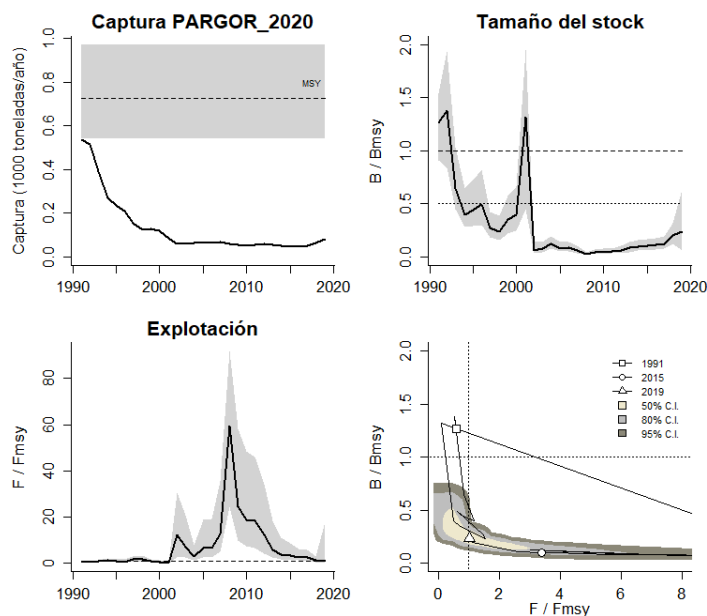 Captura PARGOR_2020
Captura (1000 toneladas/año)
0.0 0.2 0.4 0.6 0.8 1.0
MSY
1990 2000 2010 2020
Tamaño del stock
B / Bmsy
0.0 0.5 1.0 1.5 2.0
1990 2000 2010 2020
Explotación
F / Fmsy
0 20 40 60 80
1990 2000 2010 2020
B / Bmsy
0.0 0.5 1.0 1.5 2.0
1991
2015
2019
50% C.I.
80% C.I.
95% C.I.
0 2 4 6 8
F / Fmsy